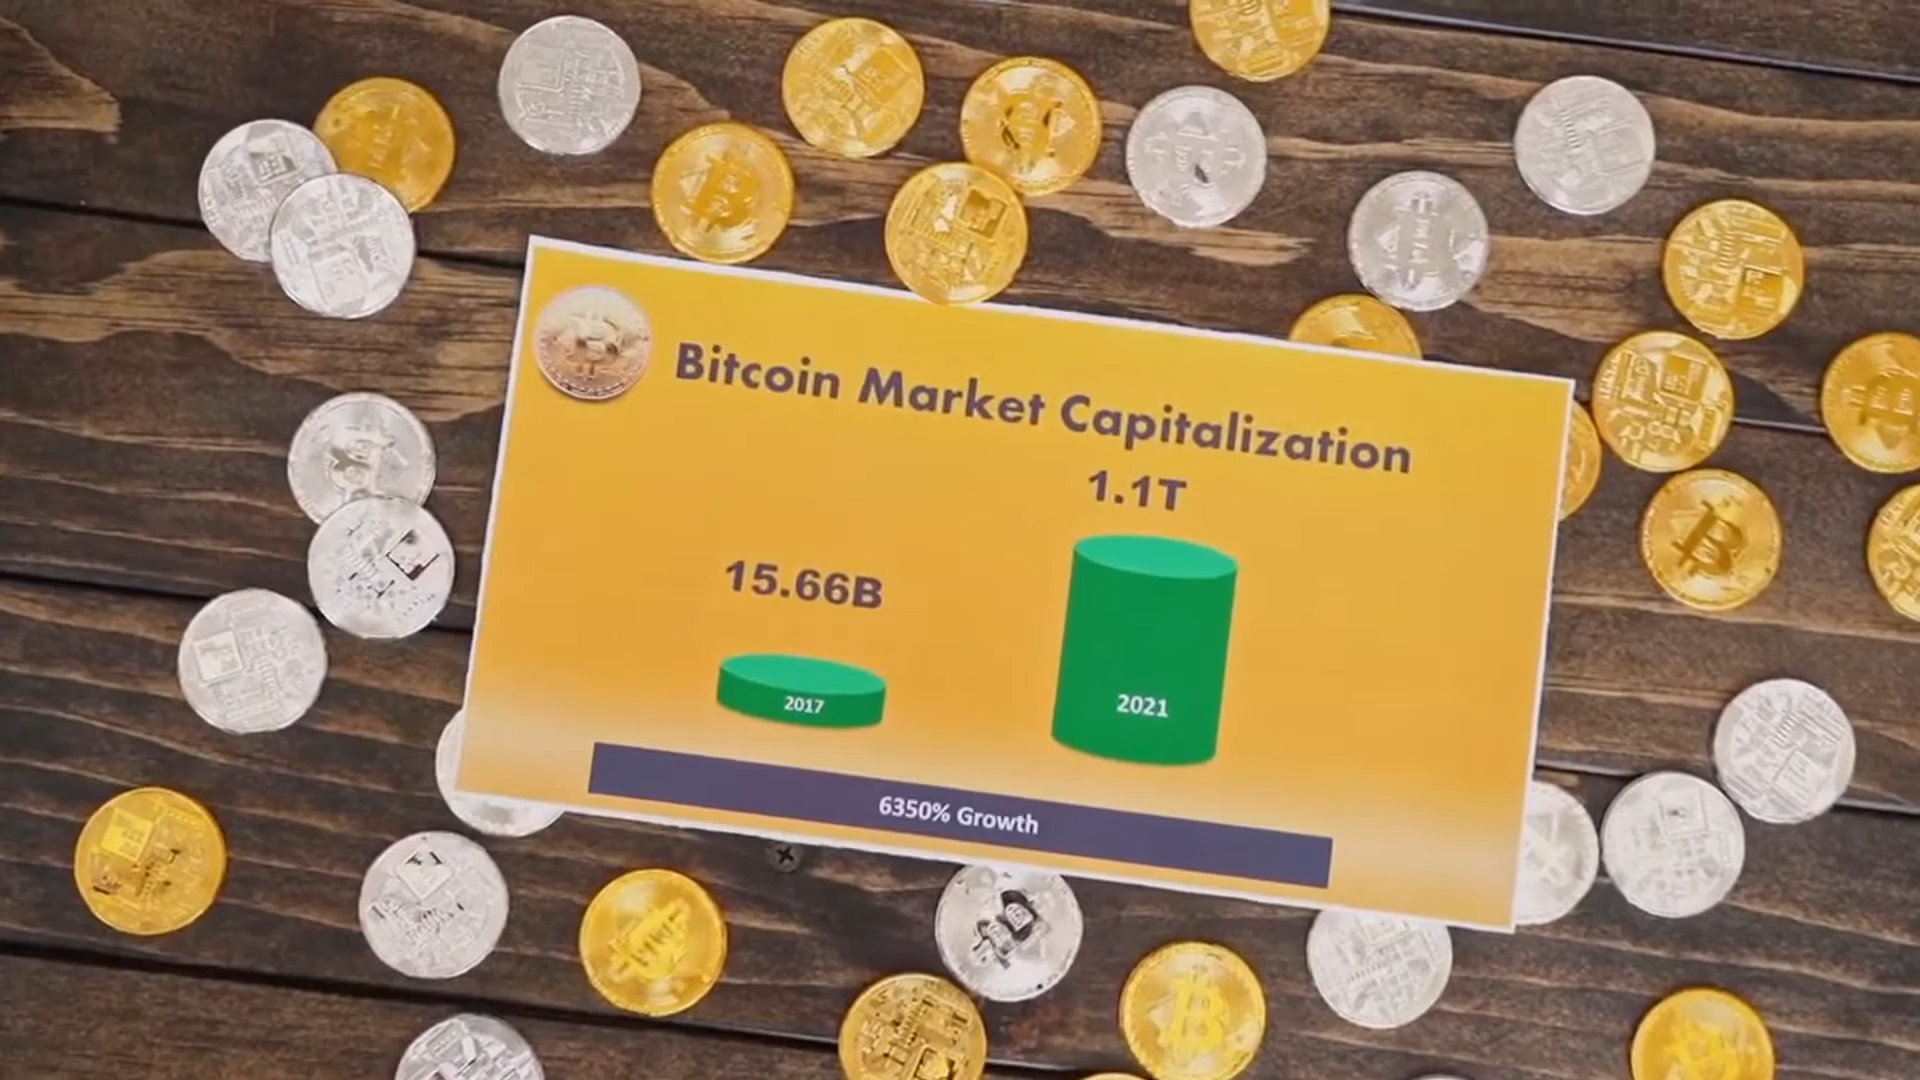 Bitcoin Market Capitalization
1.1T
15.66B
2017
2021
6350% Growth